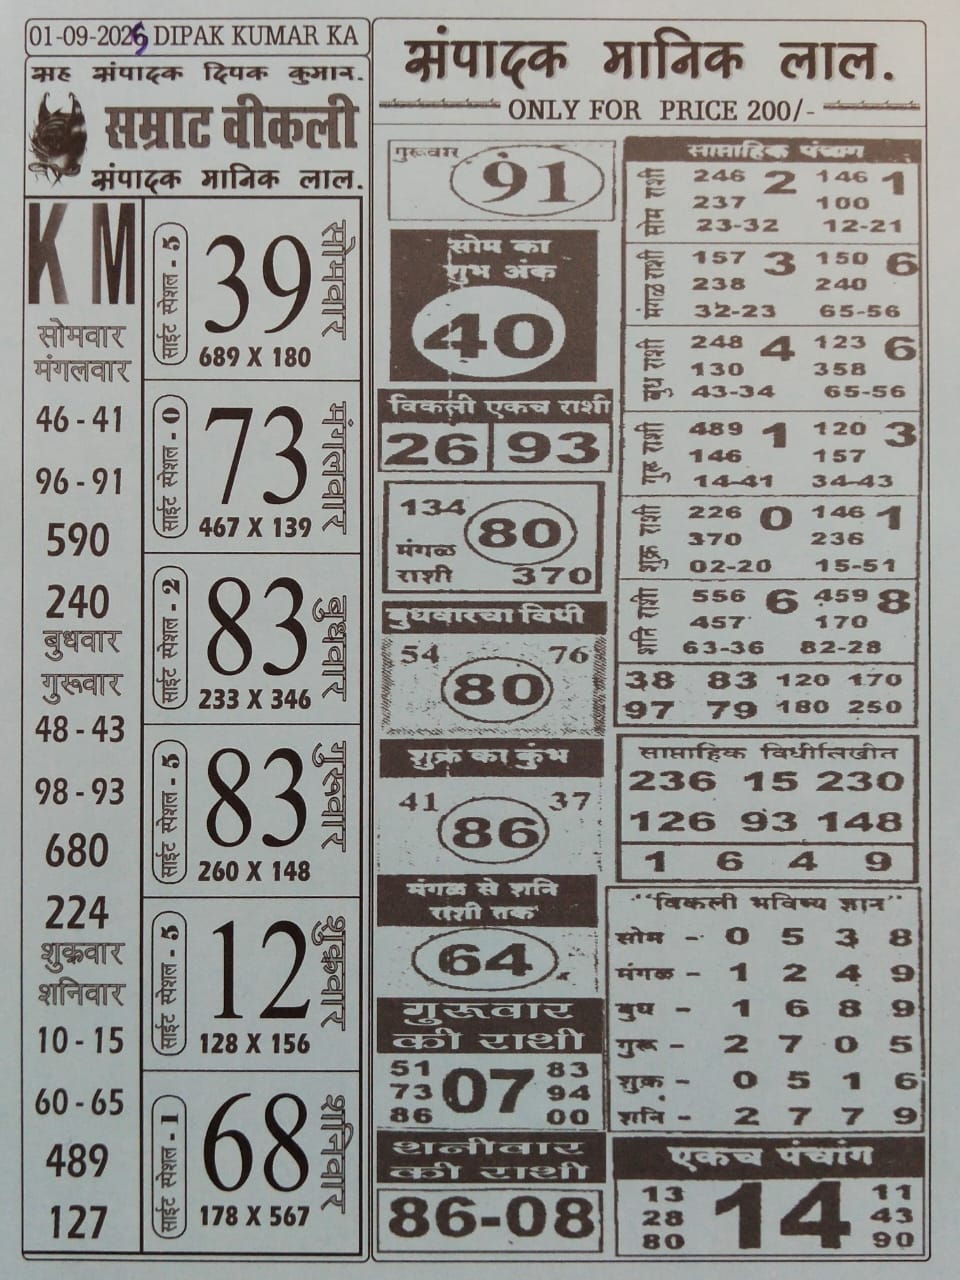 01-09-2025 DIPAK KUMAR KA
सह संपादक दिपक कुमार.
सम्राट वीकली
संपादक मानिक लाल.
संपादक मानिक लाल.
ONLY FOR PRICE 200/-
K M
सोमवार
मंगलवार
46 - 41
96 - 91
590
240
बुधवार
गुरूवार
48 - 43
98 - 93
680
224
शुक्रवार
शनिवार
10 - 15
60 - 65
489
127
साईट स्पेशल - 5
39
सोमवार
689 X 180
साईट स्पेशल - 0
73
मंगलवार
467 X 139
साईट स्पेशल - 2
83
बुधवार
233 X 346
साईट स्पेशल - 5
83
गुरूवार
260 X 148
साईट स्पेशल - 5
12
शुक्रवार
128 X 156
साईट स्पेशल - 1
68
शनिवार
178 X 567
गुरूवार 91
सोम का
शुभ अंक
40
विकली एकच राशी
26 93
134
80
मंगळ
राशी 370
बुधवारचा विधी
54 76
80
शुक्र का कुंभ
41 37
86
मंगळ से शनि
राशी तक
64
गुरूवार
की राशी
51 83
73 07 94
86 00
शनीवार
की राशी
86-08
साप्ताहिक पंचांग
सोम राशी
246 2 146 1
237 100
23-32 12-21
मंगळ राशी
157 3 150 6
238 240
32-23 65-56
बुध राशी
248 4 123 6
130 358
43-34 65-56
गुरू राशी
489 1 120 3
146 157
14-41 34-43
शुक्र राशी
226 0 146 1
370 236
02-20 15-51
शनि राशी
556 6 459 8
457 170
63-36 82-28
38 83 120 170
97 79 180 250
साप्ताहिक विधीलिखीत
236 15 230
126 93 148
1 6 4 9
"विकली भविष्य ज्ञान"
सोम - 0 5 3 8
मंगळ - 1 2 4 9
बुध - 1 6 8 9
गुरू - 2 7 0 5
शुक्र - 0 5 1 6
शनि - 2 7 7 9
एकच पंचांग
13 11
28 14 43
80 90